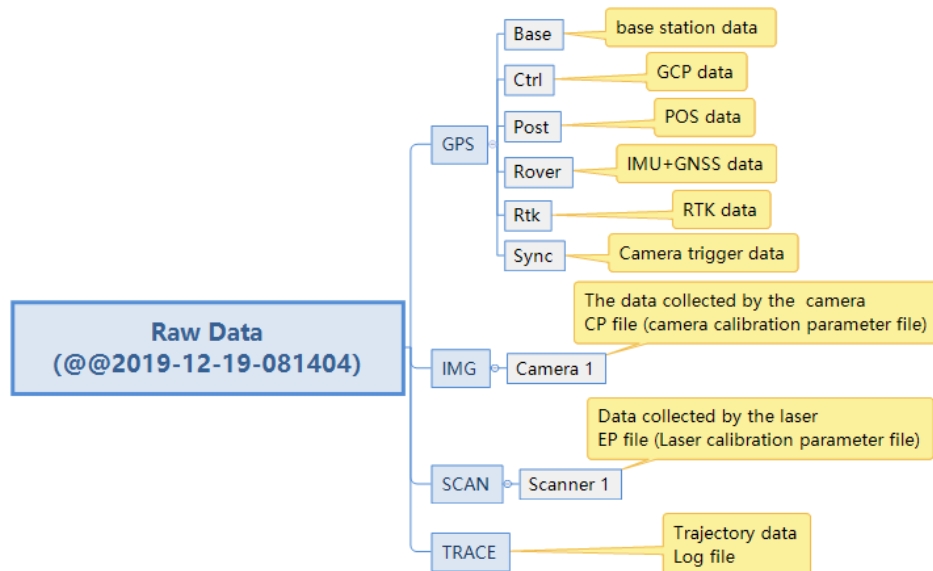 Base
base station data
Ctrl
GCP data
Post
POS data
GPS
Rover
IMU+GNSS data
Rtk
RTK data
Sync
Camera trigger data
Raw Data
(@@2019-12-19-081404)
The data collected by the camera
CP file (camera calibration parameter file)
IMG
Camera 1
Data collected by the laser
EP file (Laser calibration parameter file)
SCAN
Scanner 1
TRACE
Trajectory data
Log file